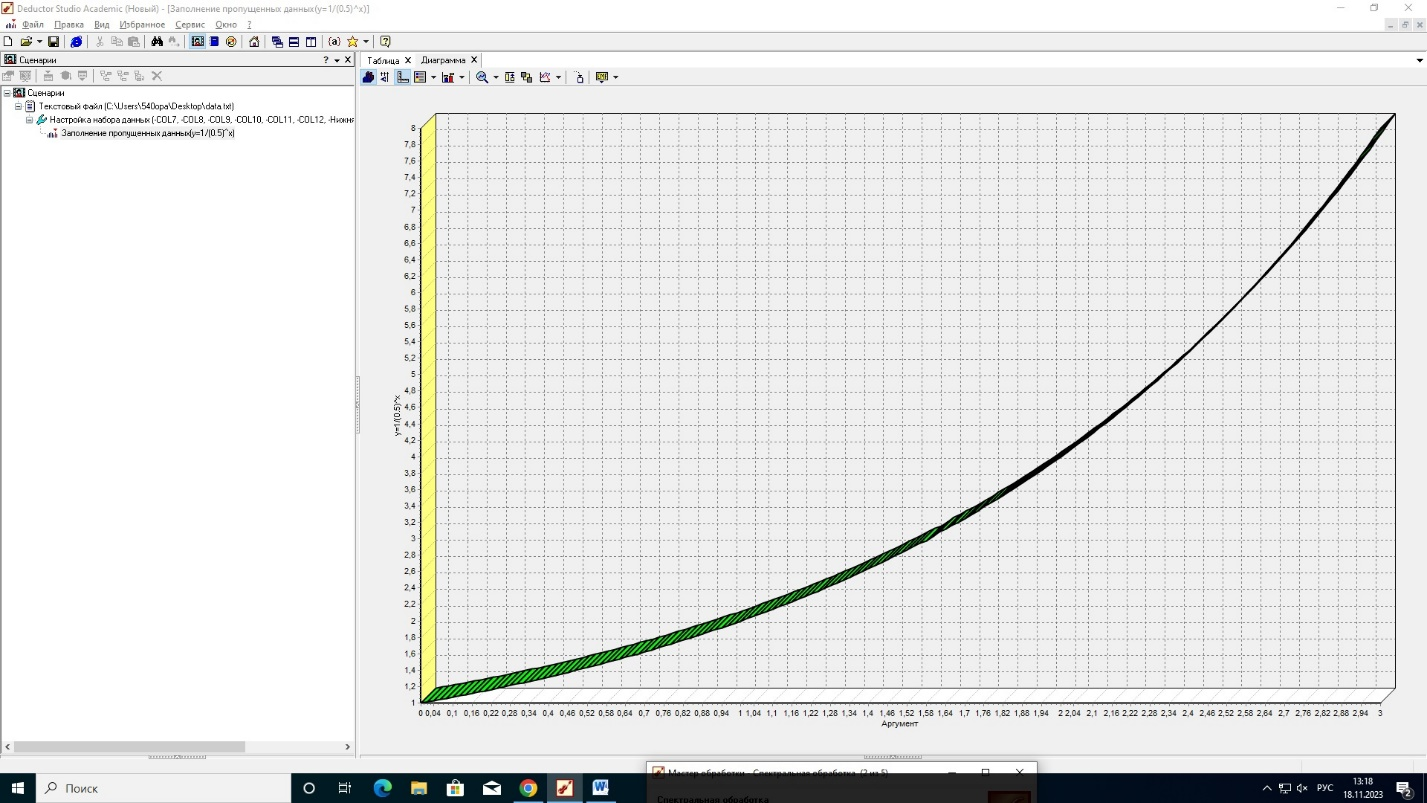 Deductor Studio Academic (Новый) - [Заполнение пропущенных данных(y=1/(0.5)^x)]
Файл Правка Вид Избранное Сервис Окно ?
Сценарии
Таблица X Диаграмма X
Сценарии
Текстовый файл (C:\Users\540opa\Desktop\data.txt)
Настройка набора данных (-COL7, -COL8, -COL9, -COL10, -COL11, -COL12, -Нижня
Заполнение пропущенных данных(y=1/(0.5)^x)
8
7,8
7,6
7,4
7,2
7
6,8
6,6
6,4
6,2
6
5,8
5,6
5,4
5,2
5
4,8
4,6
4,4
4,2
4
3,8
3,6
3,4
3,2
3
2,8
2,6
2,4
2,2
2
1,8
1,6
1,4
1,2
1
y=1/(0.5)^x
0 0,04 0,1 0,16 0,22 0,28 0,34 0,4 0,46 0,52 0,58 0,64 0,7 0,76 0,82 0,88 0,94 1 1,04 1,1 1,16 1,22 1,28 1,34 1,4 1,46 1,52 1,58 1,64 1,7 1,76 1,82 1,88 1,94 2 2,04 2,1 2,16 2,22 2,28 2,34 2,4 2,46 2,52 2,58 2,64 2,7 2,76 2,82 2,88 2,94 3
Аргумент
Мастер обработки - Спектральная обработка (2 из 5)
Спектральная обработка
Поиск
РУС
13:18
18.11.2023
2